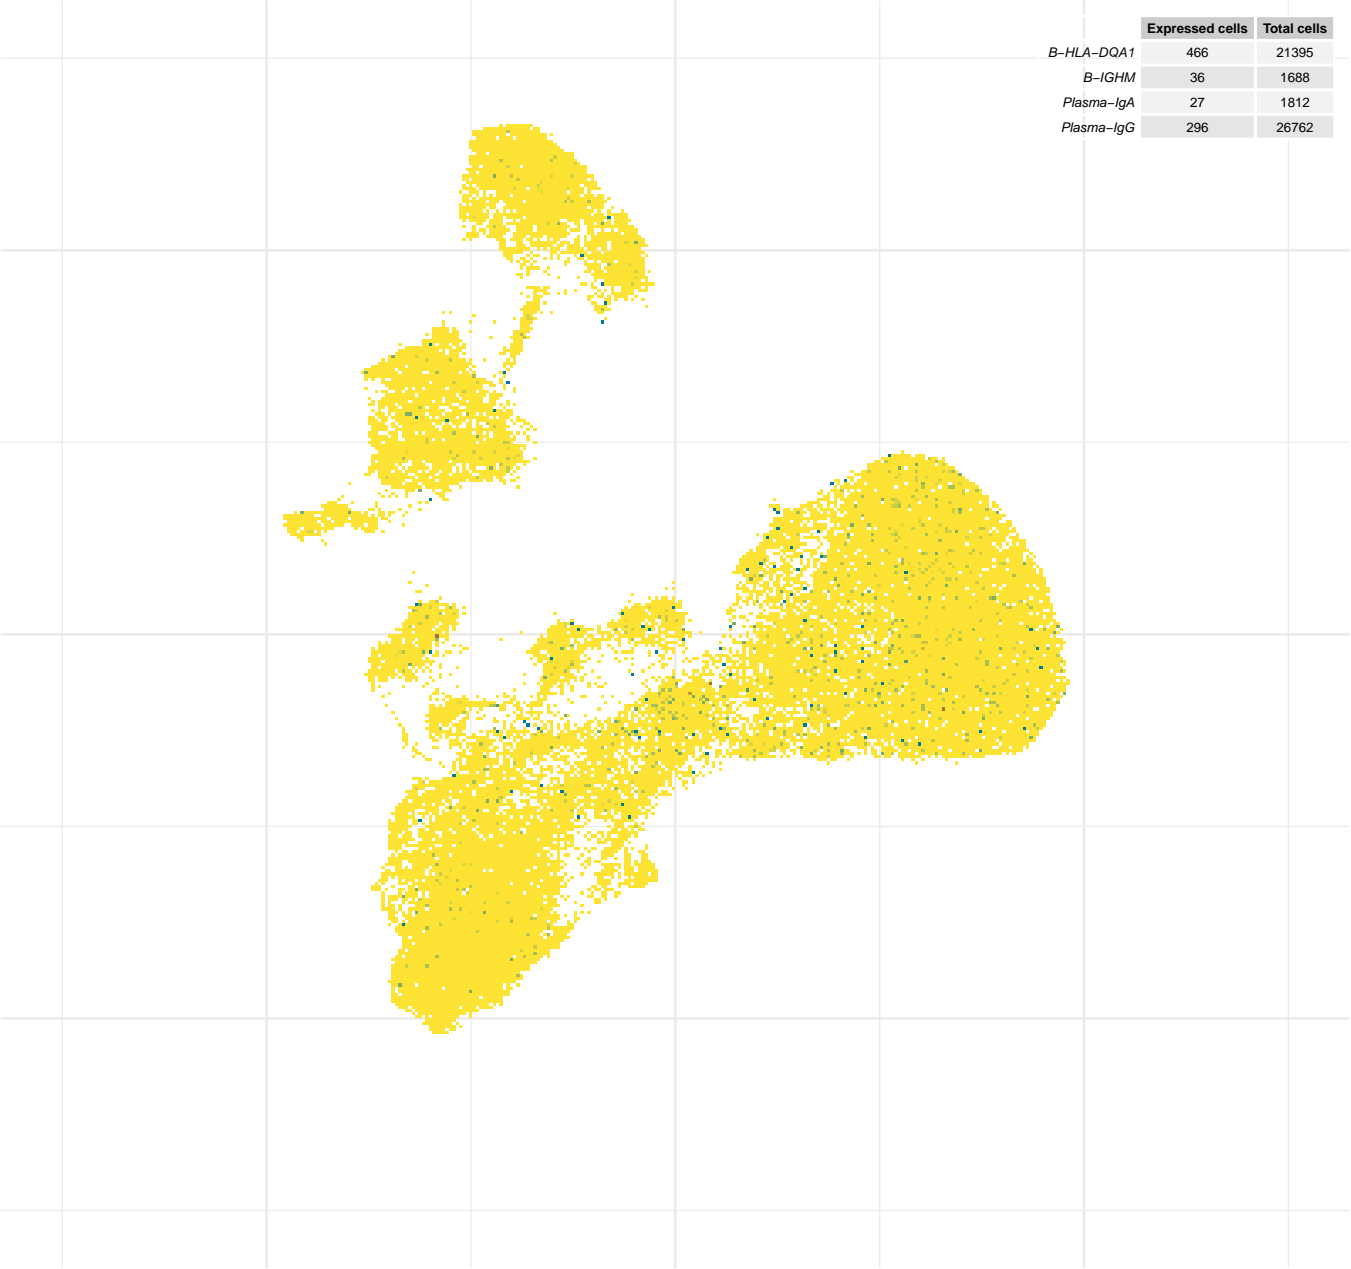 Expressed cells Total cells
B−HLA−DQA1 466 21395
B−IGHM 36 1688
Plasma−IgA 27 1812
Plasma−IgG 296 26762